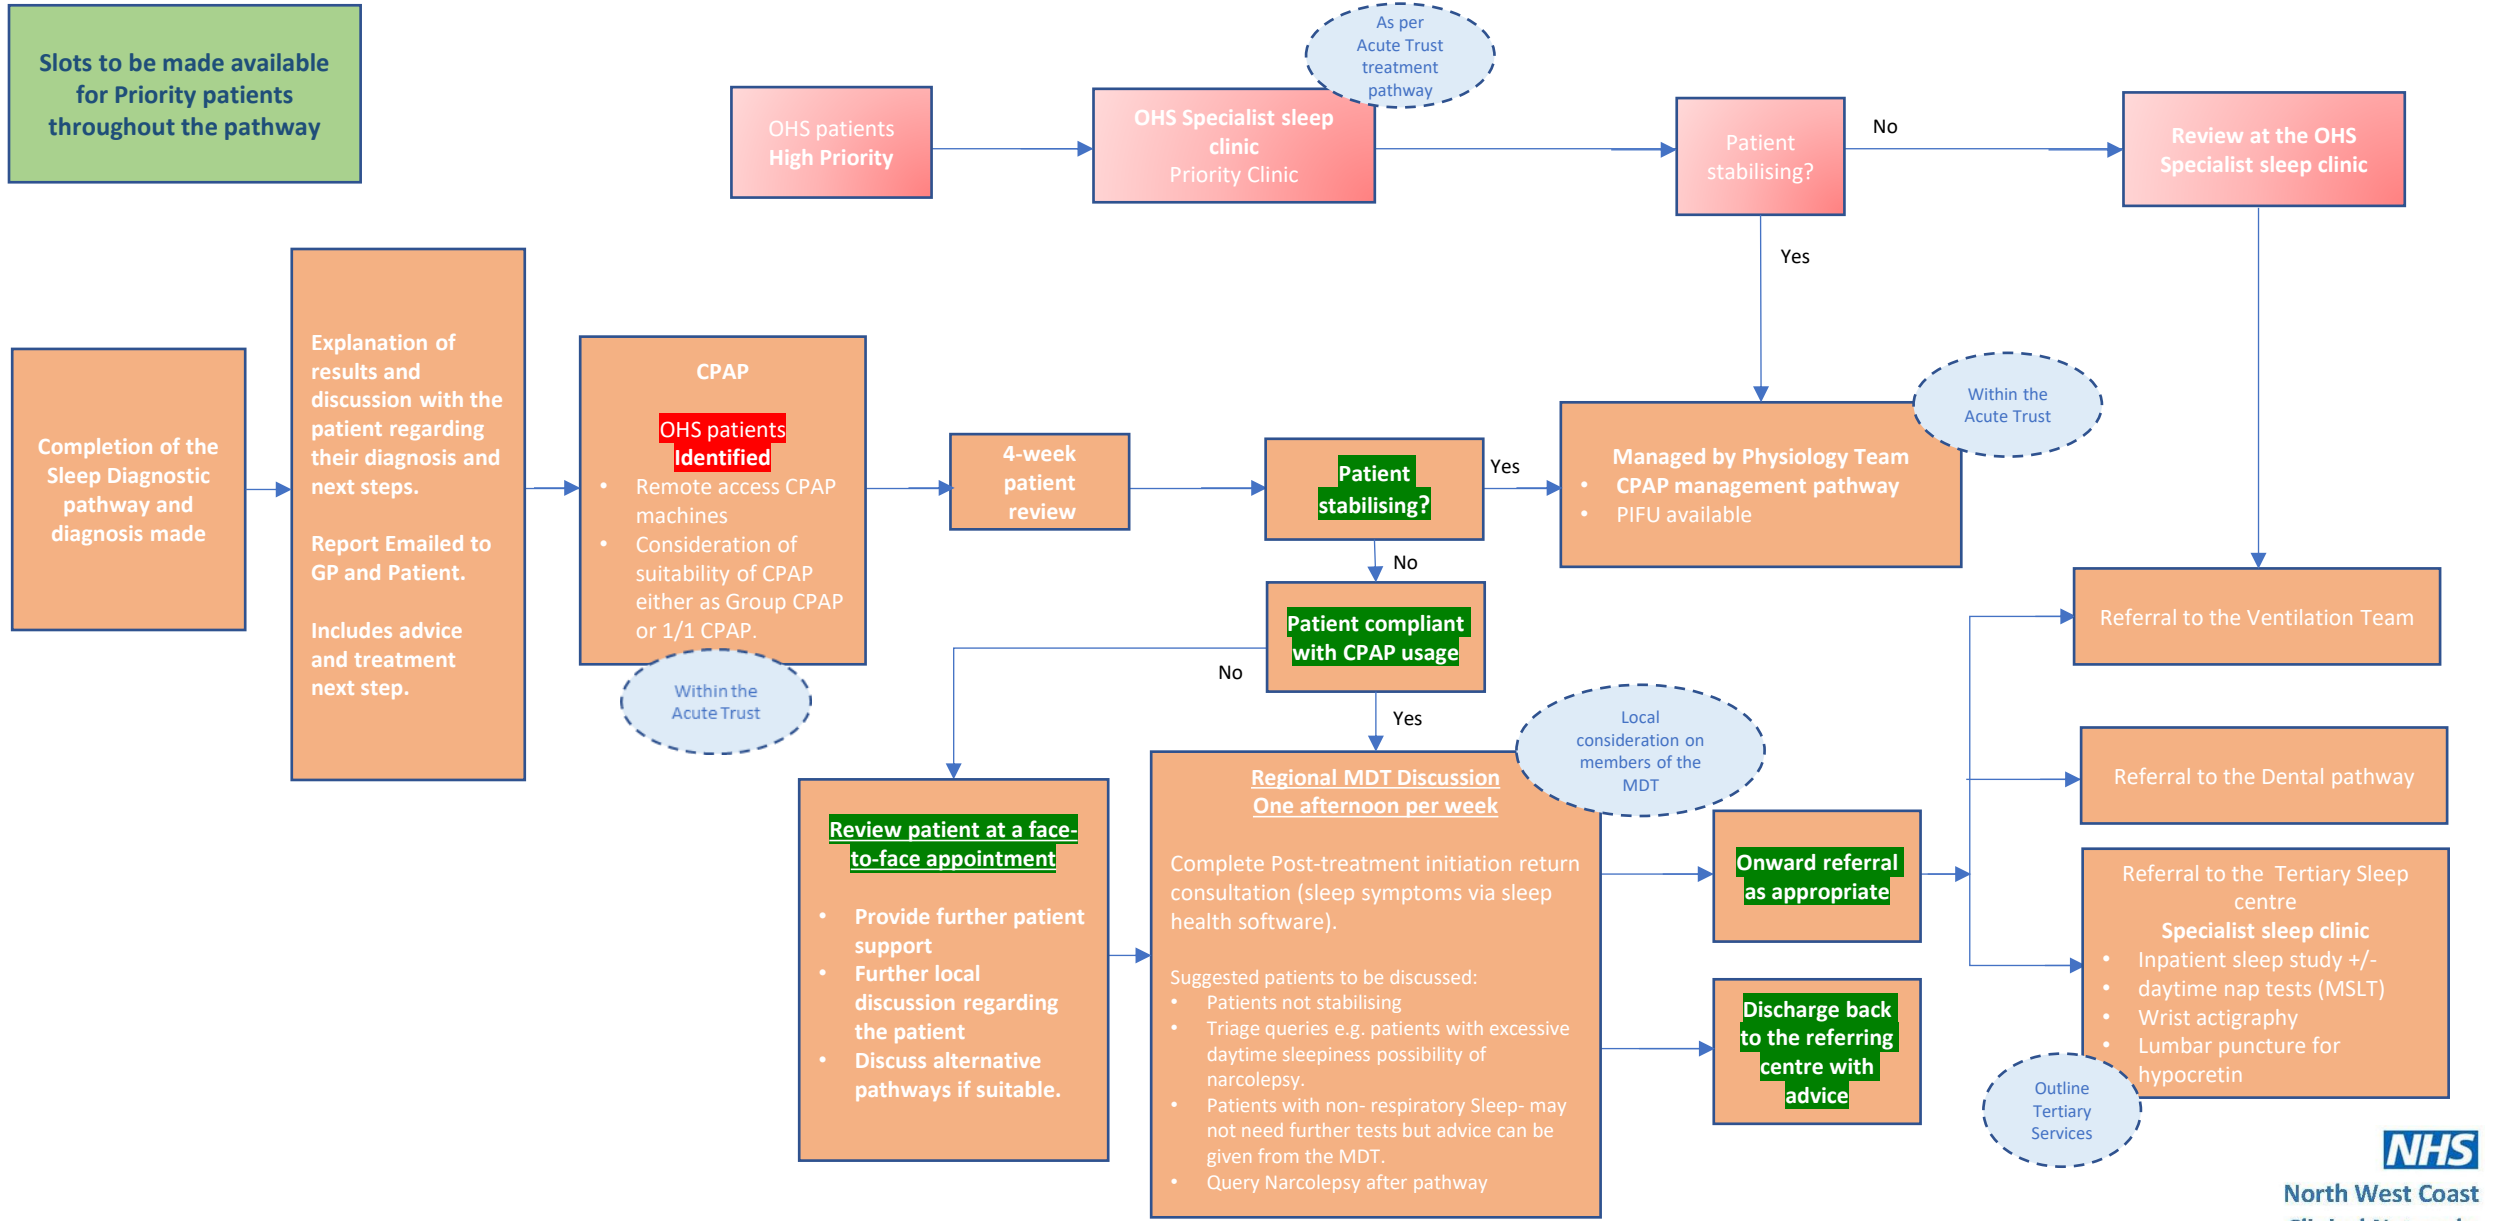 Slots to be made available
for Priority patients
throughout the pathway
As per
Acute Trust
treatment
pathway
OHS patients
High Priority
OHS Specialist sleep
clinic
Priority Clinic
Patient
stabilising?
No
Review at the OHS
Specialist sleep clinic
Yes
Completion of the
Sleep Diagnostic
pathway and
diagnosis made
Explanation of
results and
discussion with the
patient regarding
their diagnosis and
next steps.
Report Emailed to
GP and Patient.
Includes advice
and treatment
next step.
CPAP
OHS patients
Identified
• Remote access CPAP
machines
• Consideration of
suitability of CPAP
either as Group CPAP
or 1/1 CPAP.
Within the
Acute Trust
4-week
patient
review
Patient
stabilising?
Yes
Managed by Physiology Team
• CPAP management pathway
• PIFU available
Within the
Acute Trust
No
Patient compliant
with CPAP usage
No
Yes
Review patient at a face-
to-face appointment
• Provide further patient
support
• Further local
discussion regarding
the patient
• Discuss alternative
pathways if suitable.
Regional MDT Discussion
One afternoon per week
Complete Post-treatment initiation return
consultation (sleep symptoms via sleep
health software).
Suggested patients to be discussed:
• Patients not stabilising
• Triage queries e.g. patients with excessive
daytime sleepiness possibility of
narcolepsy.
• Patients with non- respiratory Sleep- may
not need further tests but advice can be
given from the MDT.
• Query Narcolepsy after pathway
Local
consideration on
members of the
MDT
Onward referral
as appropriate
Discharge back
to the referring
centre with
advice
Referral to the Ventilation Team
Referral to the Dental pathway
Referral to the Tertiary Sleep
centre
Specialist sleep clinic
• Inpatient sleep study +/-
• daytime nap tests (MSLT)
• Wrist actigraphy
• Lumbar puncture for
hypocretin
Outline
Tertiary
Services
NHS
North West Coast